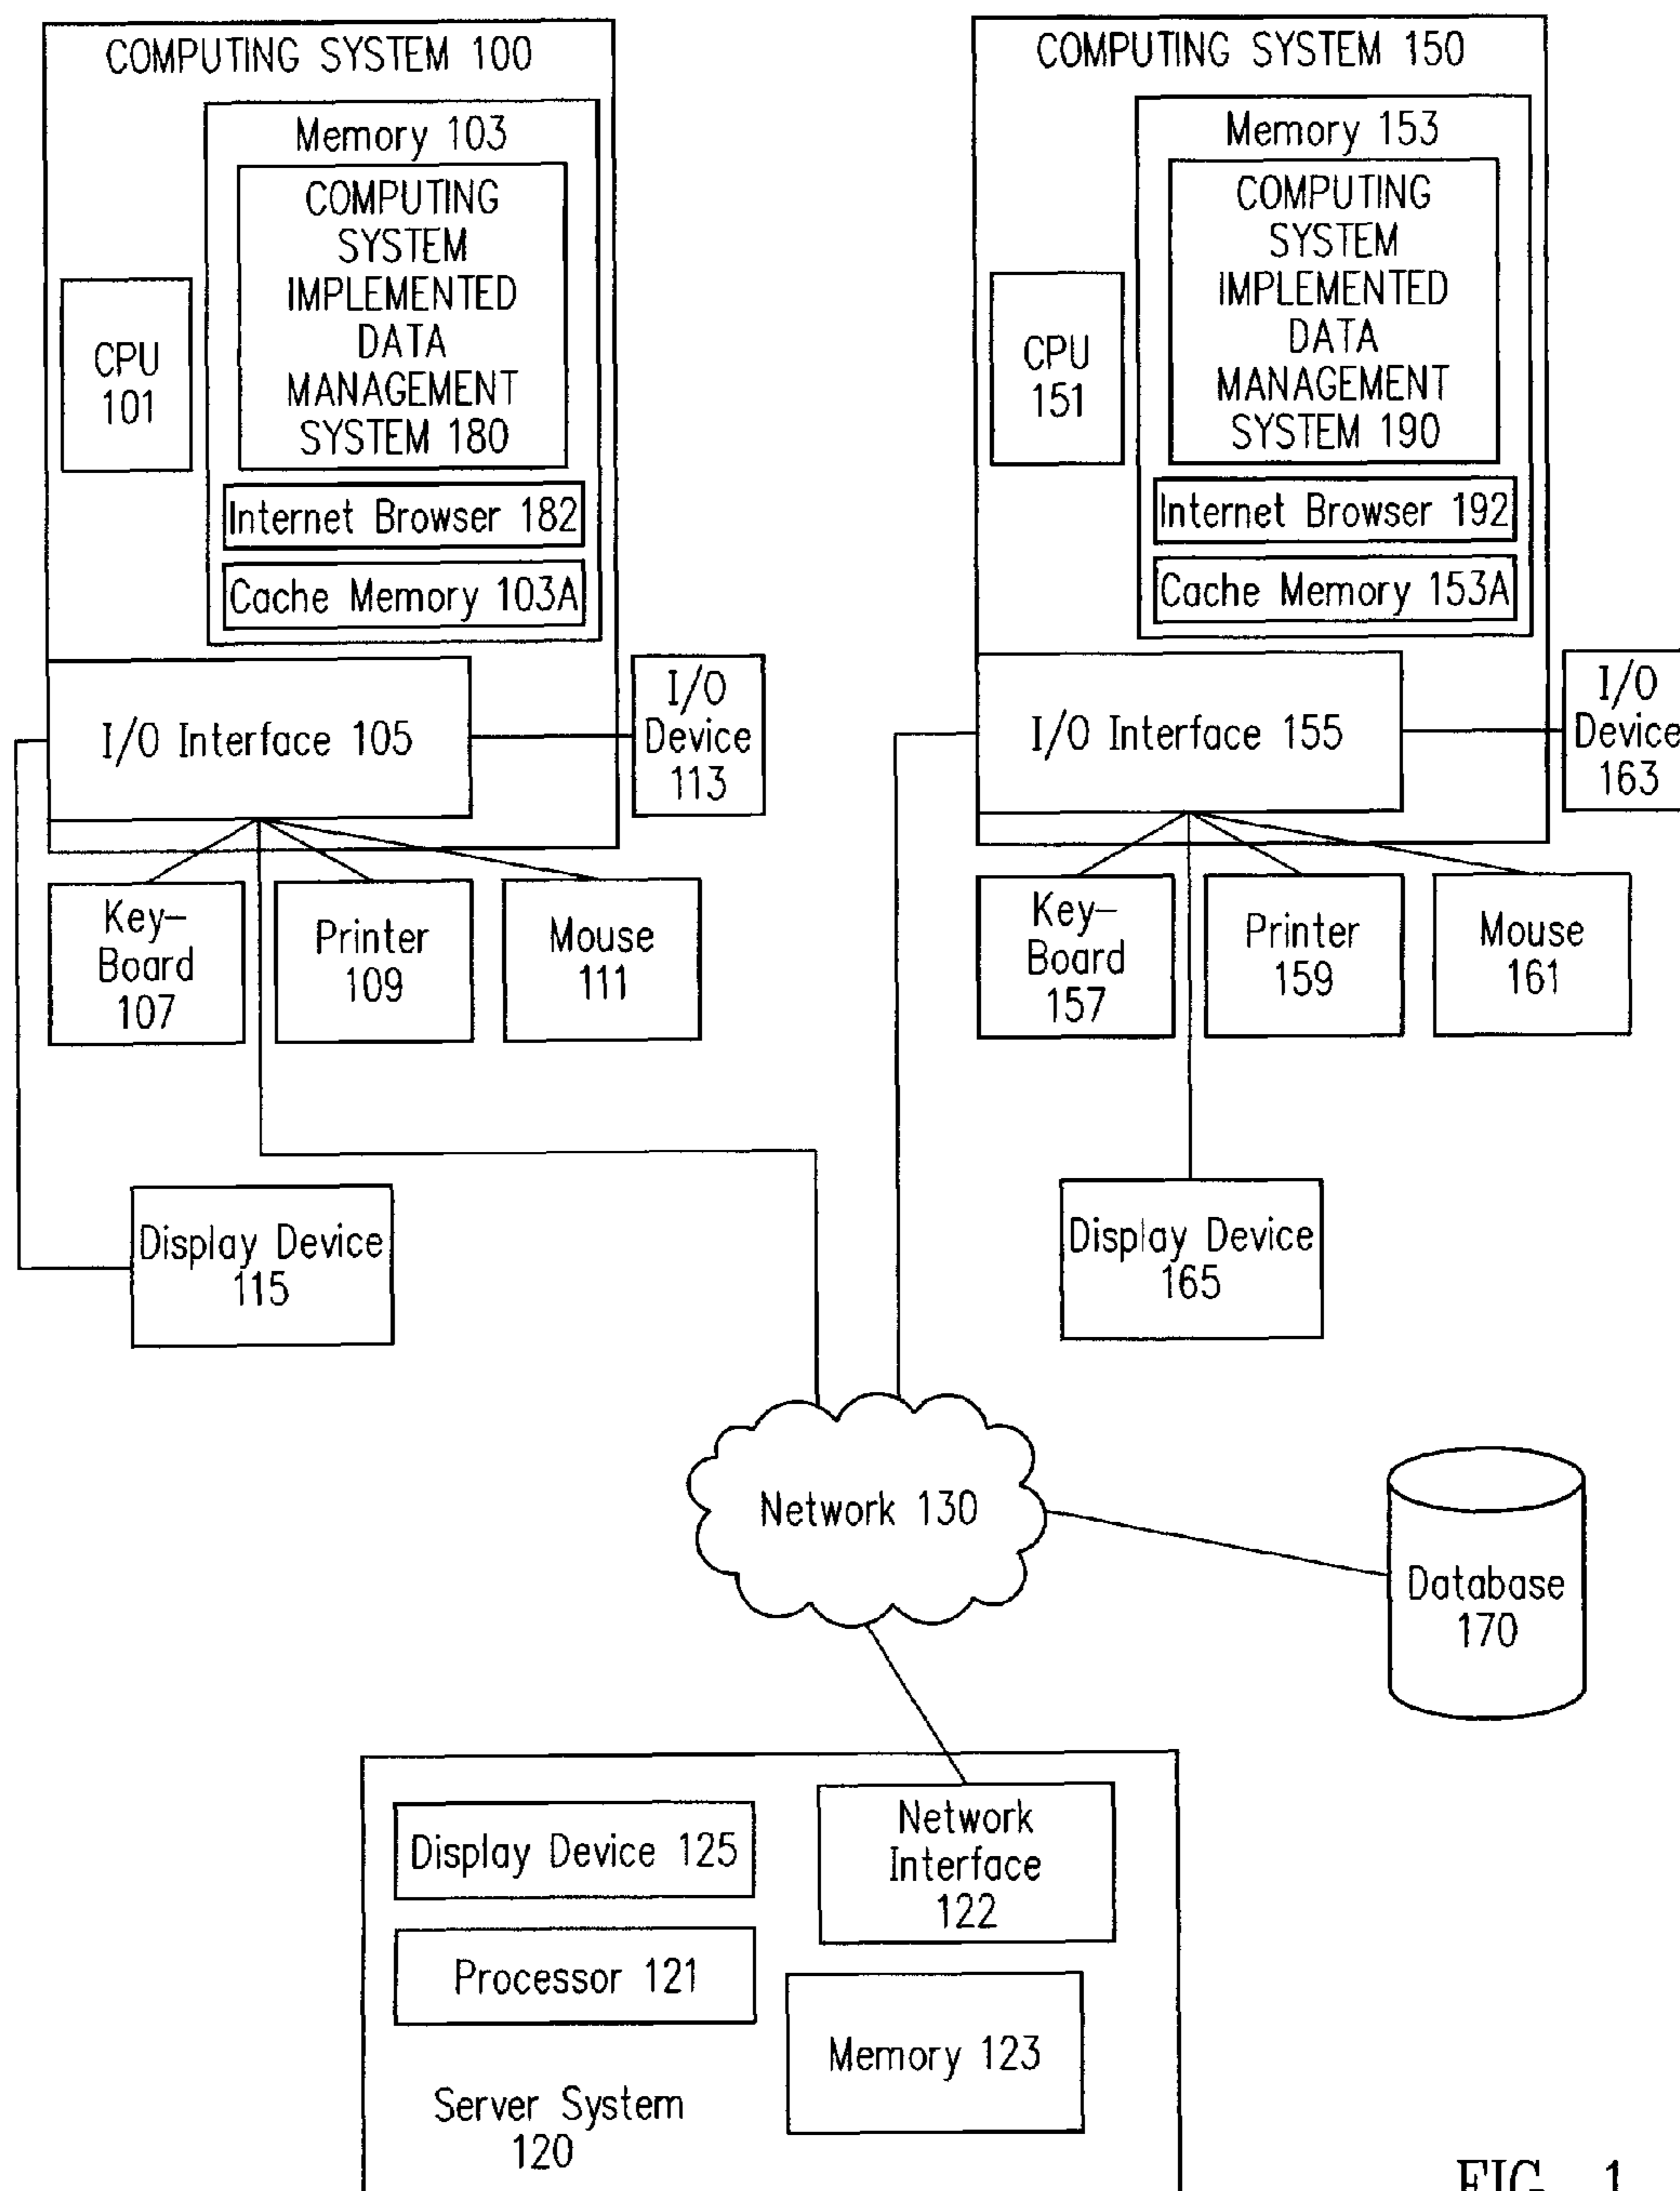 COMPUTING SYSTEM 100
Memory 103
COMPUTING
SYSTEM
IMPLEMENTED
DATA
MANAGEMENT
SYSTEM 180
CPU
101
Internet Browser 182
Cache Memory 103A
I/O Interface 105
I/O
Device
113
Key-
Board
107
Printer
109
Mouse
111
Display Device
115
COMPUTING SYSTEM 150
Memory 153
COMPUTING
SYSTEM
IMPLEMENTED
DATA
MANAGEMENT
SYSTEM 190
CPU
151
Internet Browser 192
Cache Memory 153A
I/O Interface 155
I/O
Device
163
Key-
Board
157
Printer
159
Mouse
161
Display Device
165
Network 130
Database
170
Display Device 125
Network
Interface
122
Processor 121
Memory 123
Server System
120
FIG. 1